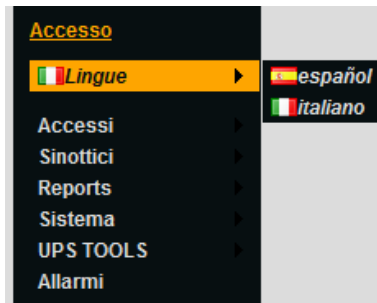 Accesso
Lingue
español
italiano
Accessi
Sinottici
Reports
Sistema
UPS TOOLS
Allarmi